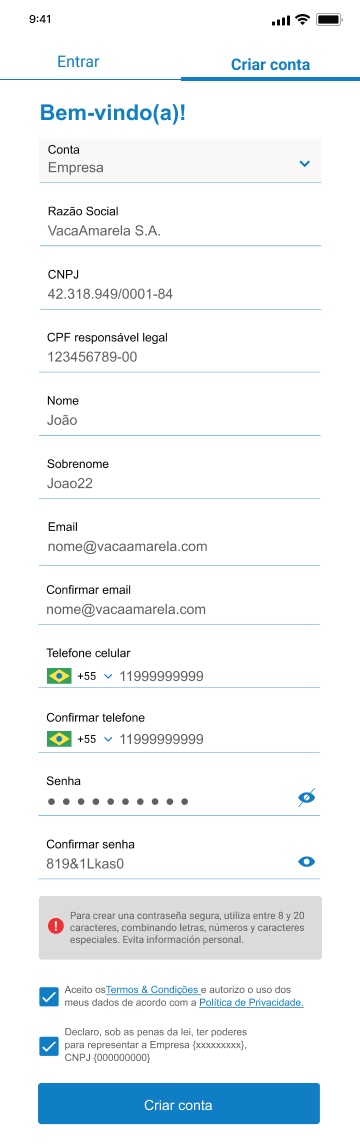 9:41
Entrar
Criar conta
Bem-vindo(a)!
Conta
Empresa
Razão Social
VacaAmarela S.A.
CNPJ
42.318.949/0001-84
CPF responsável legal
123456789-00
Nome
João
Sobrenome
Joao22
Email
nome@vacaamarela.com
Confirmar email
nome@vacaamarela.com
Telefone celular
+55 11999999999
Confirmar telefone
+55 11999999999
Senha
Confirmar senha
819&1Lkas0
Para crear una contraseña segura, utiliza entre 8 y 20
caracteres, combinando letras, números y caracteres
especiales. Evita información personal.
Aceito osTermos & Condições e autorizo o uso dos
meus dados de acordo com a Política de Privacidade.
Declaro, sob as penas da lei, ter poderes
para representar a Empresa {xxxxxxxxx},
CNPJ {000000000}
Criar conta